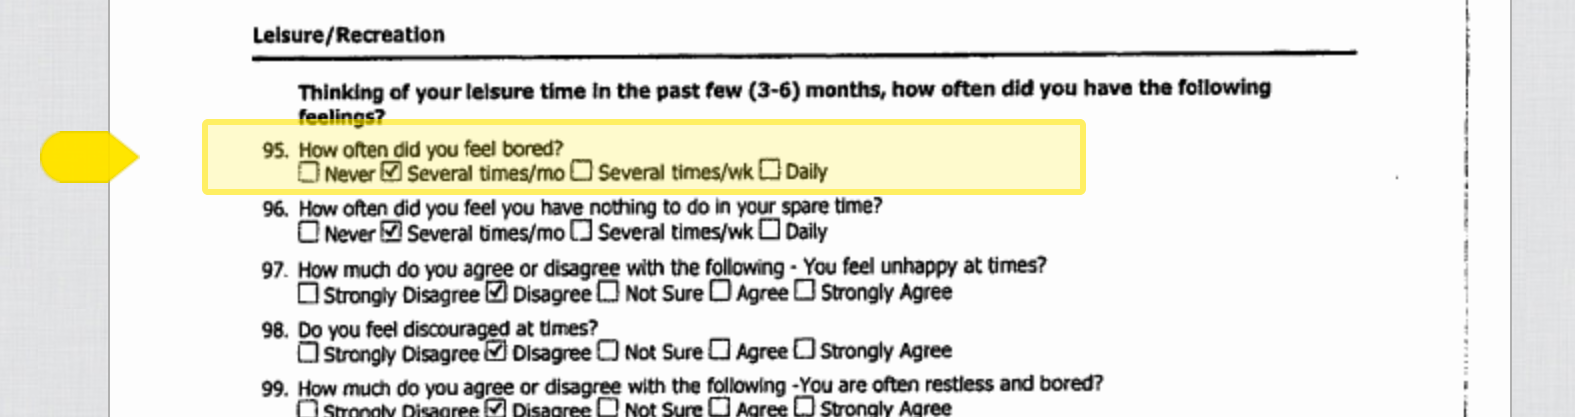 Leisure/Recreation
Thinking of your leisure time in the past few (3-6) months, how often did you have the following
feelings?
95. How often did you feel bored?
☐ Never ☑ Several times/mo ☐ Several times/wk ☐ Daily
96. How often did you feel you have nothing to do in your spare time?
☐ Never ☑ Several times/mo ☐ Several times/wk ☐ Daily
97. How much do you agree or disagree with the following - You feel unhappy at times?
☐ Strongly Disagree ☑ Disagree ☐ Not Sure ☐ Agree ☐ Strongly Agree
98. Do you feel discouraged at times?
☐ Strongly Disagree ☑ Disagree ☐ Not Sure ☐ Agree ☐ Strongly Agree
99. How much do you agree or disagree with the following -You are often restless and bored?
☐ Strongly Disagree ☑ Disagree ☐ Not Sure ☐ Agree ☐ Strongly Agree